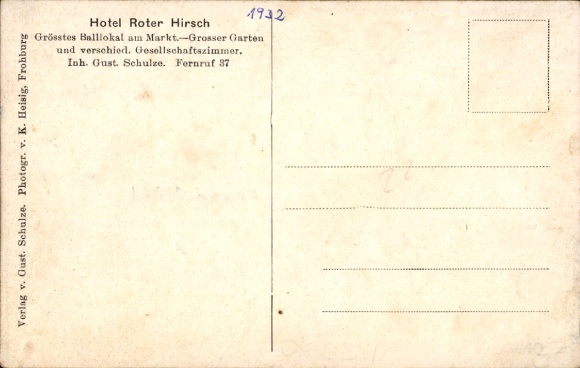 Hotel Roter Hirsch
Grösstes Balllokal am Markt.—Grosser Garten
und verschied. Gesellschaftszimmer.
Inh. Gust. Schulze. Fernruf 37
1932
Verlag v. Gust. Schulze. Photogr. v. K. Heisig, Frohburg